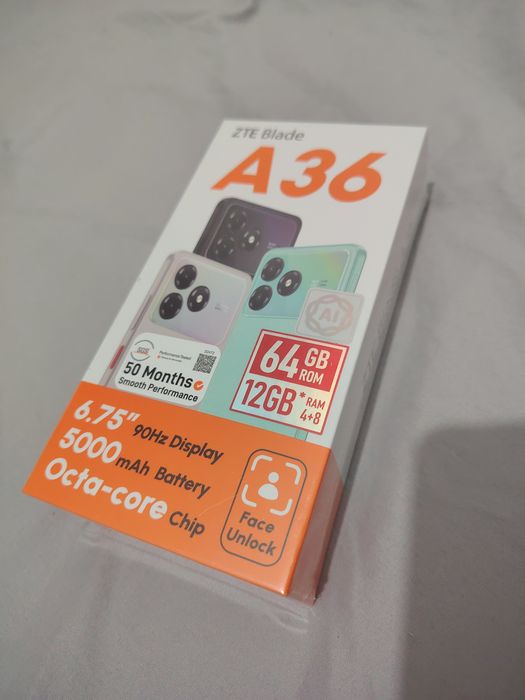 ZTE Blade
A36
AI
50 Months
Smooth Performance
64 GB ROM
12GB* RAM 4+8
6.75" 90Hz Display
5000mAh Battery
Octa-core Chip
Face
Unlock